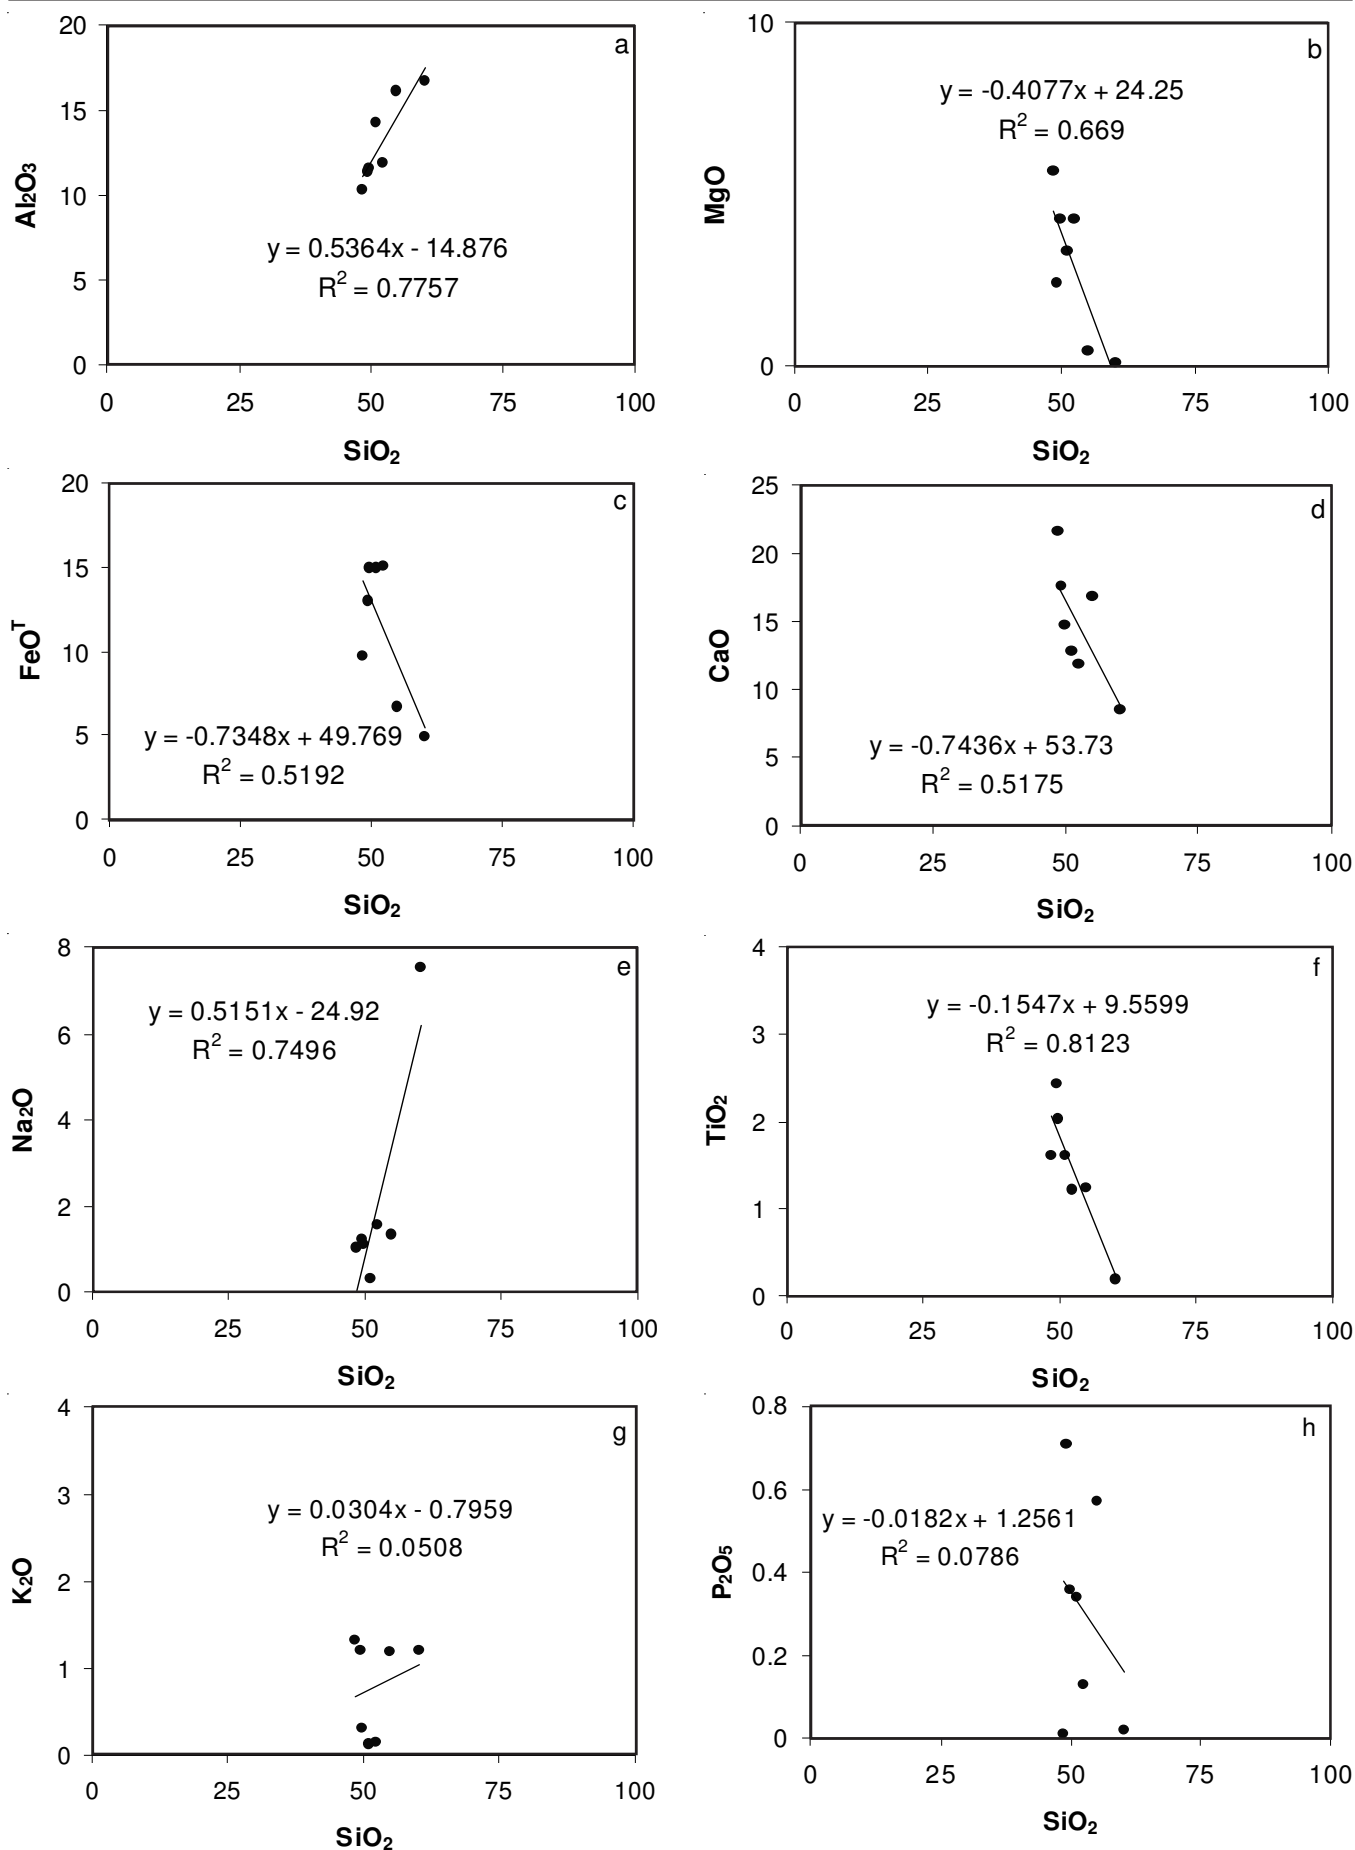 20
15
10
5
0
Al₂O₃
a
y = 0.5364x - 14.876
R² = 0.7757
0 25 50 75 100
SiO₂
10
0
MgO
b
y = -0.4077x + 24.25
R² = 0.669
0 25 50 75 100
SiO₂
20
15
10
5
0
FeOᵀ
c
y = -0.7348x + 49.769
R² = 0.5192
0 25 50 75 100
SiO₂
25
20
15
10
5
0
CaO
d
y = -0.7436x + 53.73
R² = 0.5175
0 25 50 75 100
SiO₂
8
6
4
2
0
Na₂O
e
y = 0.5151x - 24.92
R² = 0.7496
0 25 50 75 100
SiO₂
4
3
2
1
0
TiO₂
f
y = -0.1547x + 9.5599
R² = 0.8123
0 25 50 75 100
SiO₂
4
3
2
1
0
K₂O
g
y = 0.0304x - 0.7959
R² = 0.0508
0 25 50 75 100
SiO₂
0.8
0.6
0.4
0.2
0
P₂O₅
h
y = -0.0182x + 1.2561
R² = 0.0786
0 25 50 75 100
SiO₂